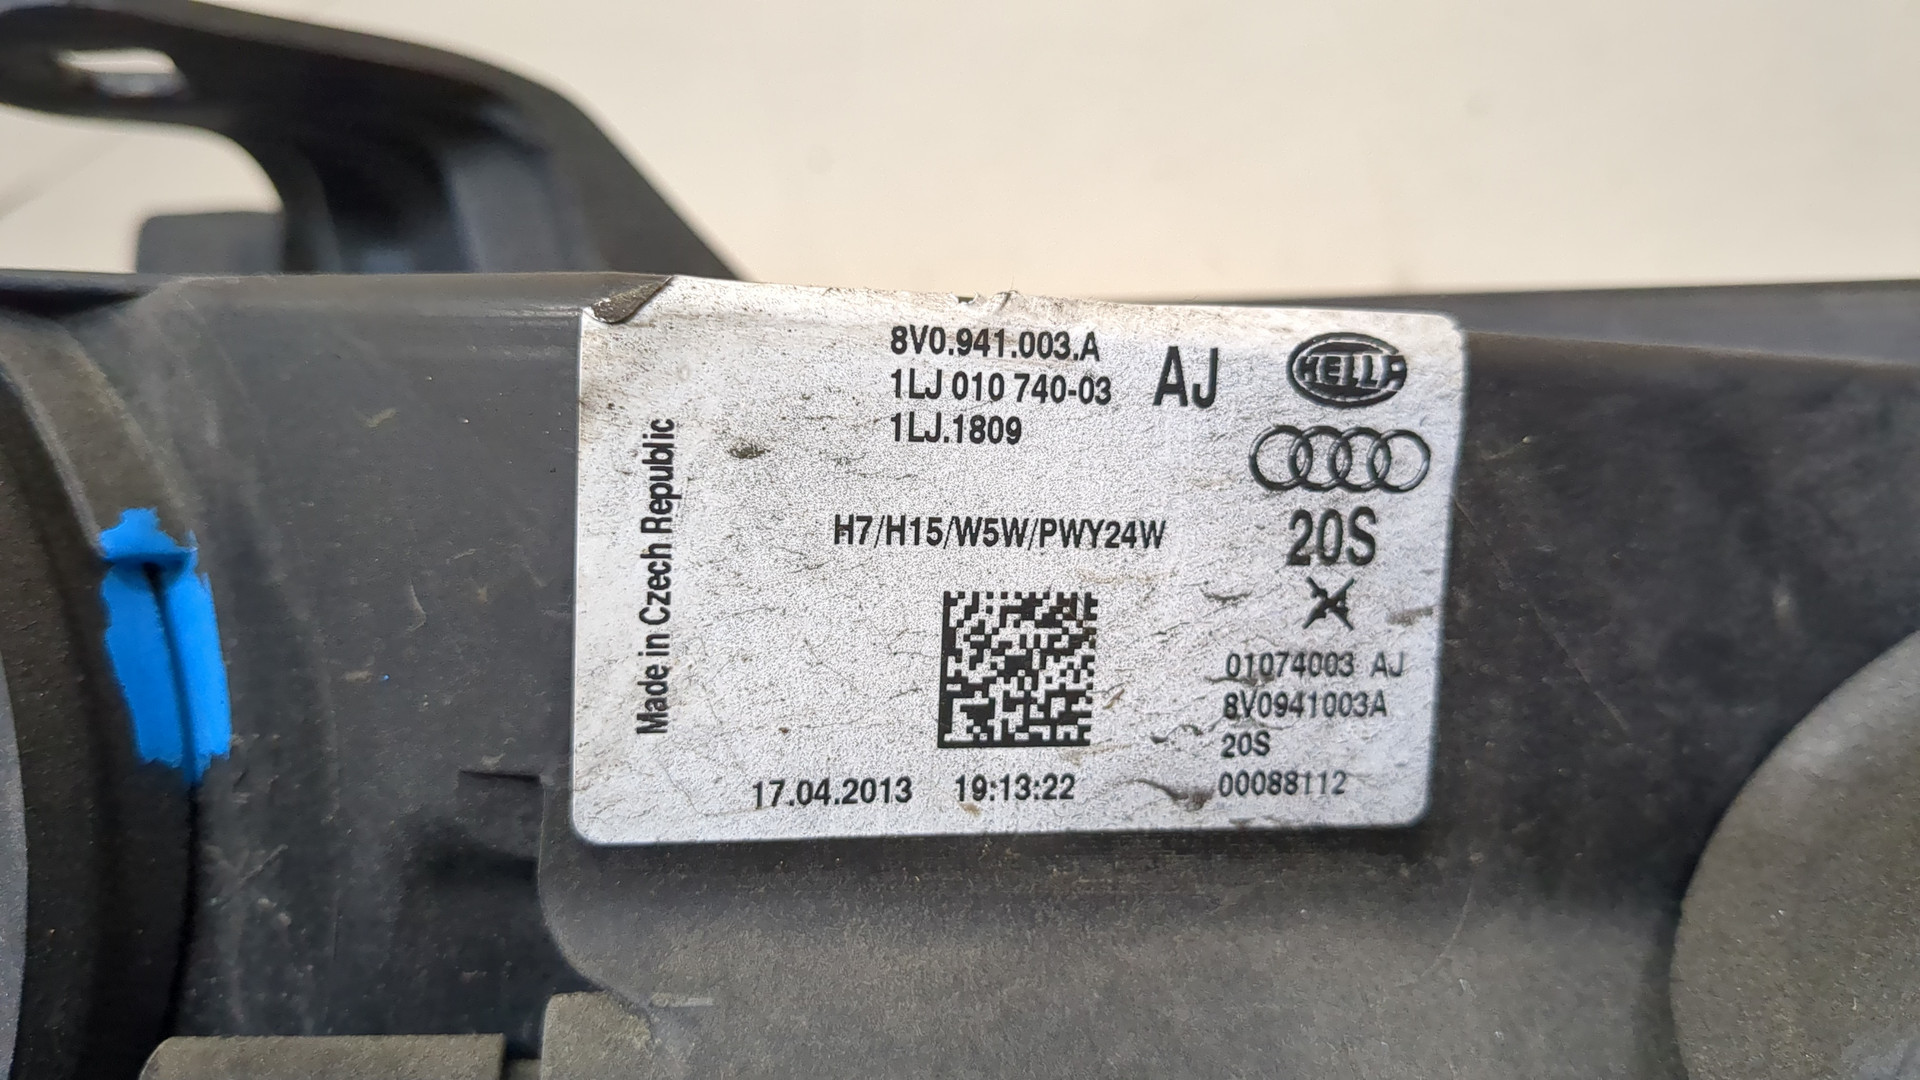 8V0.941.003.A
1LJ 010 740-03
1LJ.1809
AJ
HELLA
Made in Czech Republic
H7/H15/W5W/PWY24W
20S
01074003 AJ
8V0941003A
20S
00088112
17.04.2013 19:13:22